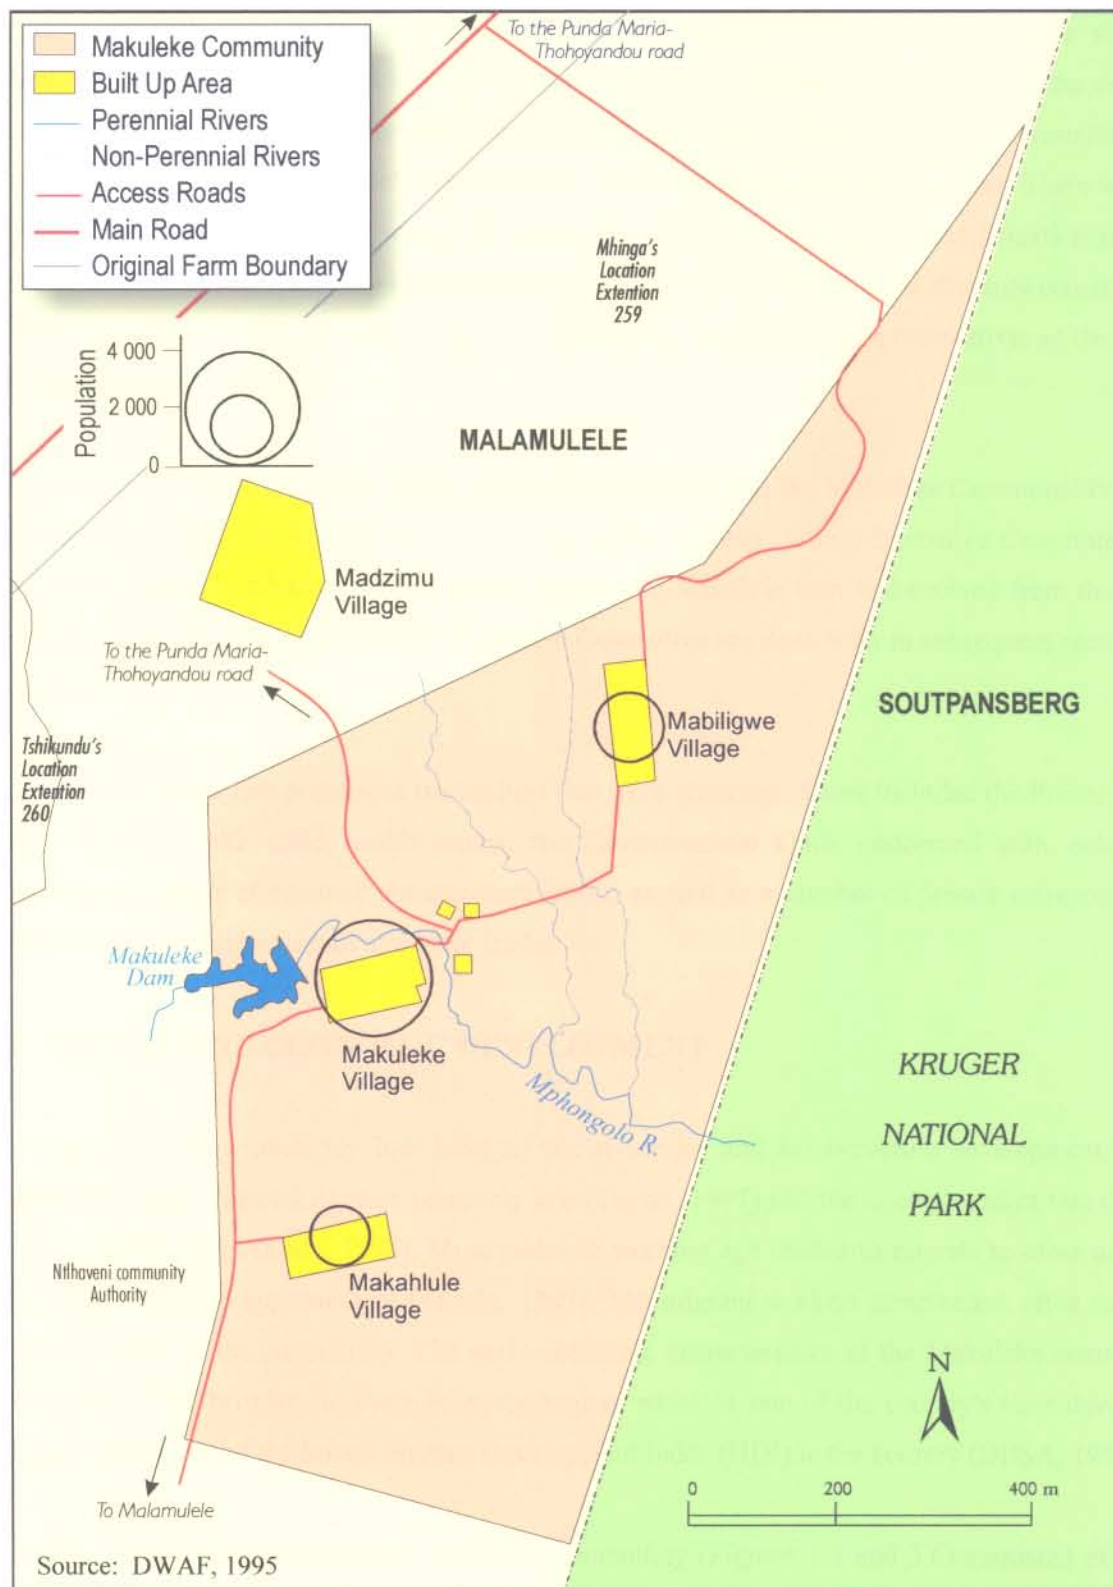 Makuleke Community
Built Up Area
Perennial Rivers
Non-Perennial Rivers
Access Roads
Main Road
Original Farm Boundary
To the Punda Maria-
Thohoyandou road
Mhinga's
Location
Extention
259
Population
4 000
2 000
0
MALAMULELE
Madzimu
Village
To the Punda Maria-
Thohoyandou road
Mabiligwe
Village
SOUTPANSBERG
Tshikundu's
Location
Extention
260
Makuleke
Dam
Makuleke
Village
Mphongolo R.
KRUGER
NATIONAL
PARK
Makahlule
Village
Ntlhaveni community
Authority
N
0 200 400 m
To Malamulele
Source: DWAF, 1995